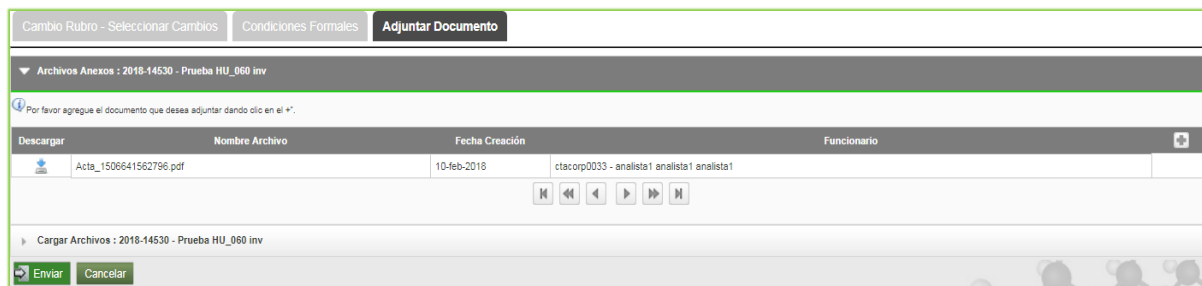 Cambio Rubro - Seleccionar Cambios Condiciones Formales Adjuntar Documento
Archivos Anexos : 2018-14530 - Prueba HU_060 inv
Por favor agregue el documento que desea adjuntar dando clic en el +".
Descargar Nombre Archivo Fecha Creación Funcionario
Acta_1506641562796.pdf 10-feb-2018 ctacorp0033 - analista1 analista1 analista1
Cargar Archivos : 2018-14530 - Prueba HU_060 inv
Enviar Cancelar